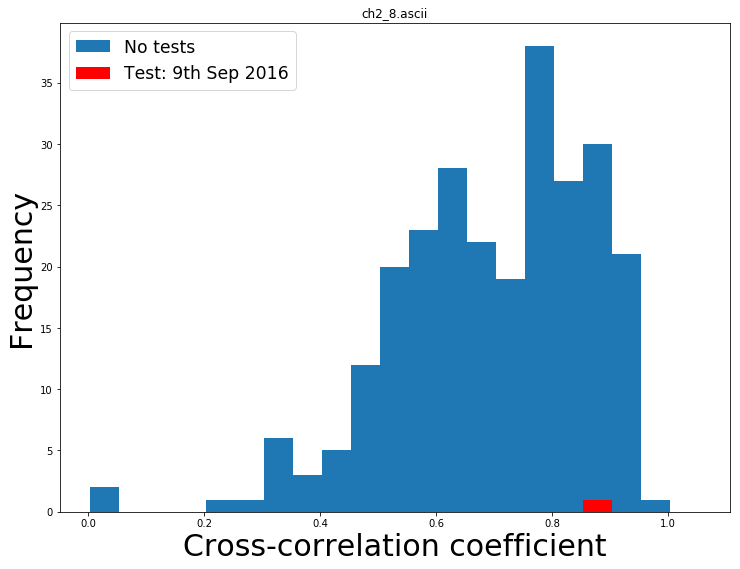 ch2_8.ascii
No tests
Test: 9th Sep 2016
Frequency
35
30
25
20
15
10
5
0
0.0 0.2 0.4 0.6 0.8 1.0
Cross-correlation coefficient